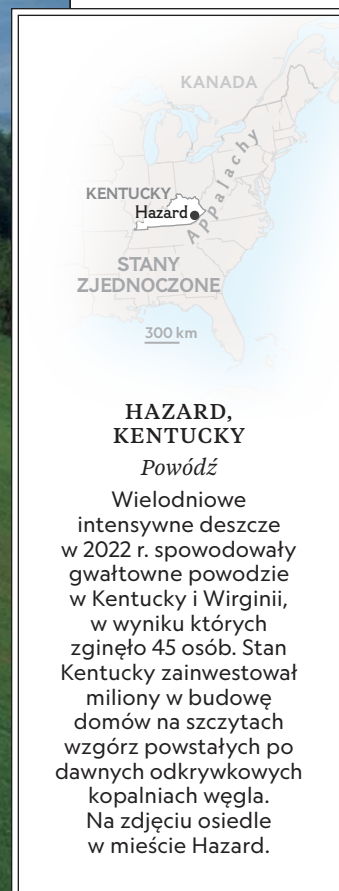 KANADA
Appalachy
KENTUCKY
Hazard
STANY
ZJEDNOCZONE
300 km
HAZARD,
KENTUCKY
Powódź
Wielodniowe
intensywne deszcze
w 2022 r. spowodowały
gwałtowne powodzie
w Kentucky i Wirginii,
w wyniku których
zginęło 45 osób. Stan
Kentucky zainwestował
miliony w budowę
domów na szczytach
wzgórz powstałych po
dawnych odkrywkowych
kopalniach węgla.
Na zdjęciu osiedle
w mieście Hazard.